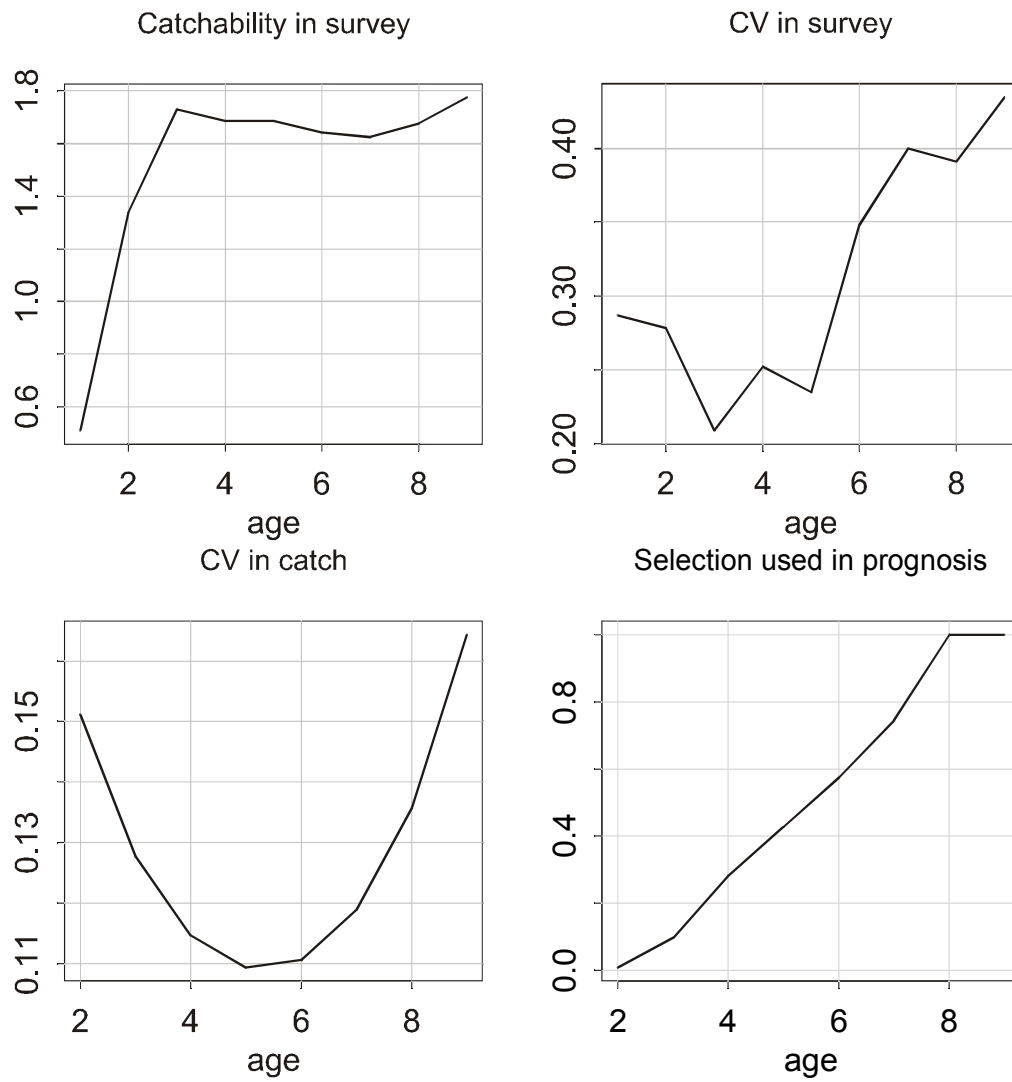 Catchability in survey
1.8
1.4
1.0
0.6
2 4 6 8
age
CV in survey
0.40
0.30
0.20
2 4 6 8
age
CV in catch
0.15
0.13
0.11
2 4 6 8
age
Selection used in prognosis
0.8
0.4
0.0
2 4 6 8
age